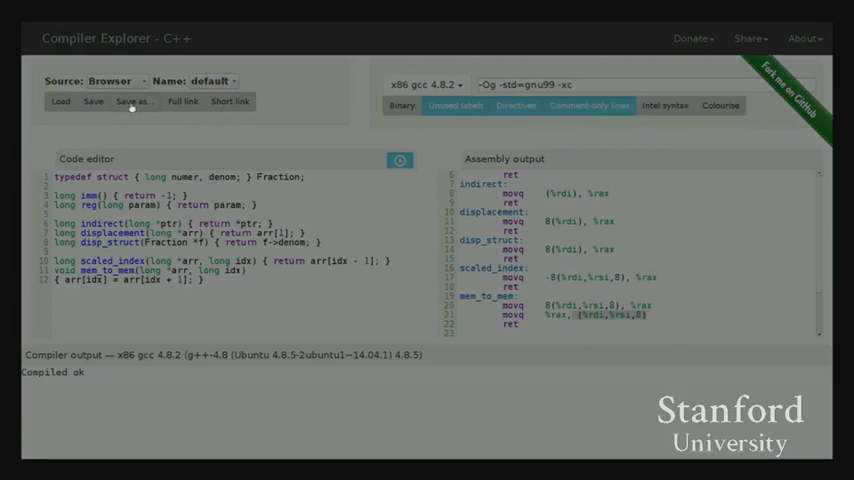 Compiler Explorer - C++
Donate
Share
About
Fork me on GitHub
Source: Browser Name: default
Load Save Save as... Full link Short link
x86 gcc 4.8.2 -Og -std=gnu99 -xc
Binary Unused labels Directives Comment-only lines Intel syntax Colourise
Code editor
1 typedef struct { long numer, denom; } Fraction;
2
3 long imm() { return -1; }
4 long reg(long param) { return param; }
5
6 long indirect(long *ptr) { return *ptr; }
7 long displacement(long *arr) { return arr[1]; }
8 long disp_struct(Fraction *f) { return f->denom; }
9
10 long scaled_index(long *arr, long idx) { return arr[idx - 1]; }
11 void mem_to_mem(long *arr, long idx)
12 { arr[idx] = arr[idx + 1]; }
Assembly output
6 ret
7 indirect:
8 movq (%rdi), %rax
9 ret
10 displacement:
11 movq 8(%rdi), %rax
12 ret
13 disp_struct:
14 movq 8(%rdi), %rax
15 ret
16 scaled_index:
17 movq -8(%rdi,%rsi,8), %rax
18 ret
19 mem_to_mem:
20 movq 8(%rdi,%rsi,8), %rax
21 movq %rax, (%rdi,%rsi,8)
22 ret
23
Compiler output — x86 gcc 4.8.2 (g++-4.8 (Ubuntu 4.8.5-2ubuntu1~14.04.1) 4.8.5)
Compiled ok
Stanford
University